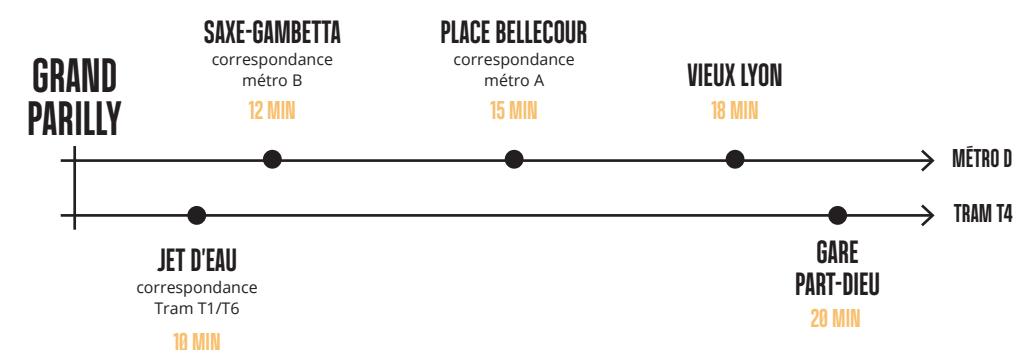 GRAND
PARILLY
SAXE-GAMBETTA
correspondance
métro B
12 MIN
PLACE BELLECOUR
correspondance
métro A
15 MIN
VIEUX LYON
18 MIN
MÉTRO D
TRAM T4
JET D'EAU
correspondance
Tram T1/T6
10 MIN
GARE
PART-DIEU
20 MIN